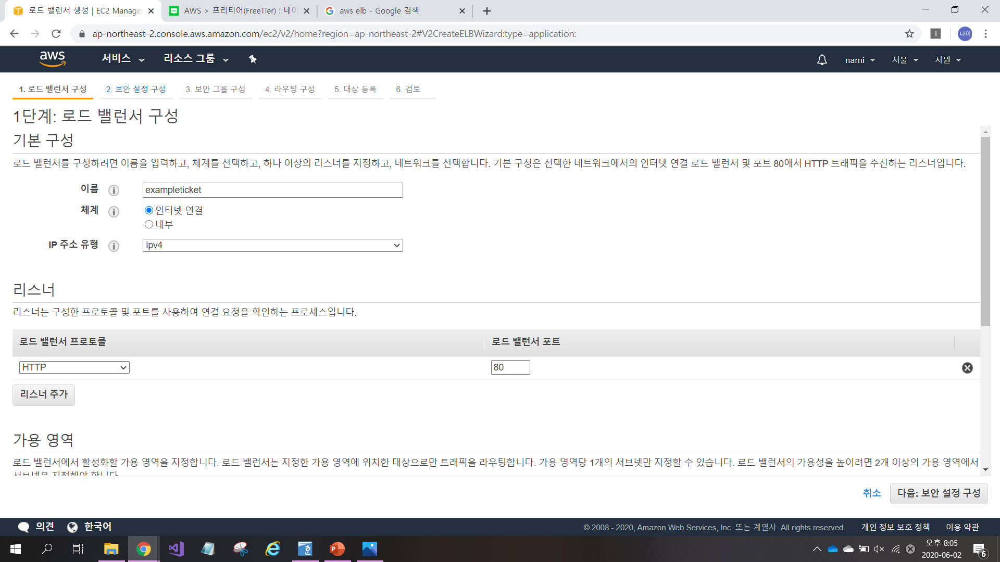 로드 밸런서 생성 | EC2 Manage
AWS > 프리티어(FreeTier) : 네이
aws elb - Google 검색
ap-northeast-2.console.aws.amazon.com/ec2/v2/home?region=ap-northeast-2#V2CreateELBWizard:type=application:
I
나미
aws
서비스
리소스 그룹
nami
서울
지원
1. 로드 밸런서 구성
2. 보안 설정 구성
3. 보안 그룹 구성
4. 라우팅 구성
5. 대상 등록
6. 검토
1단계: 로드 밸런서 구성
기본 구성
로드 밸런서를 구성하려면 이름을 입력하고, 체계를 선택하고, 하나 이상의 리스너를 지정하고, 네트워크를 선택합니다. 기본 구성은 선택한 네트워크에서의 인터넷 연결 로드 밸런서 및 포트 80에서 HTTP 트래픽을 수신하는 리스너입니다.
이름
exampleticket
체계
인터넷 연결
내부
IP 주소 유형
ipv4
리스너
리스너는 구성한 프로토콜 및 포트를 사용하여 연결 요청을 확인하는 프로세스입니다.
로드 밸런서 프로토콜
로드 밸런서 포트
HTTP
80
리스너 추가
가용 영역
로드 밸런서에서 활성화할 가용 영역을 지정합니다. 로드 밸런서는 지정한 가용 영역에 위치한 대상으로만 트래픽을 라우팅합니다. 가용 영역당 1개의 서브넷만 지정할 수 있습니다. 로드 밸런서의 가용성을 높이려면 2개 이상의 가용 영역에서
서브넷을 지정해야 합니다.
취소
다음: 보안 설정 구성
의견
한국어
© 2008 - 2020, Amazon Web Services, Inc. 또는 계열사. All rights reserved.
개인 정보 보호 정책
이용 약관
오후 8:05
2020-06-02
6